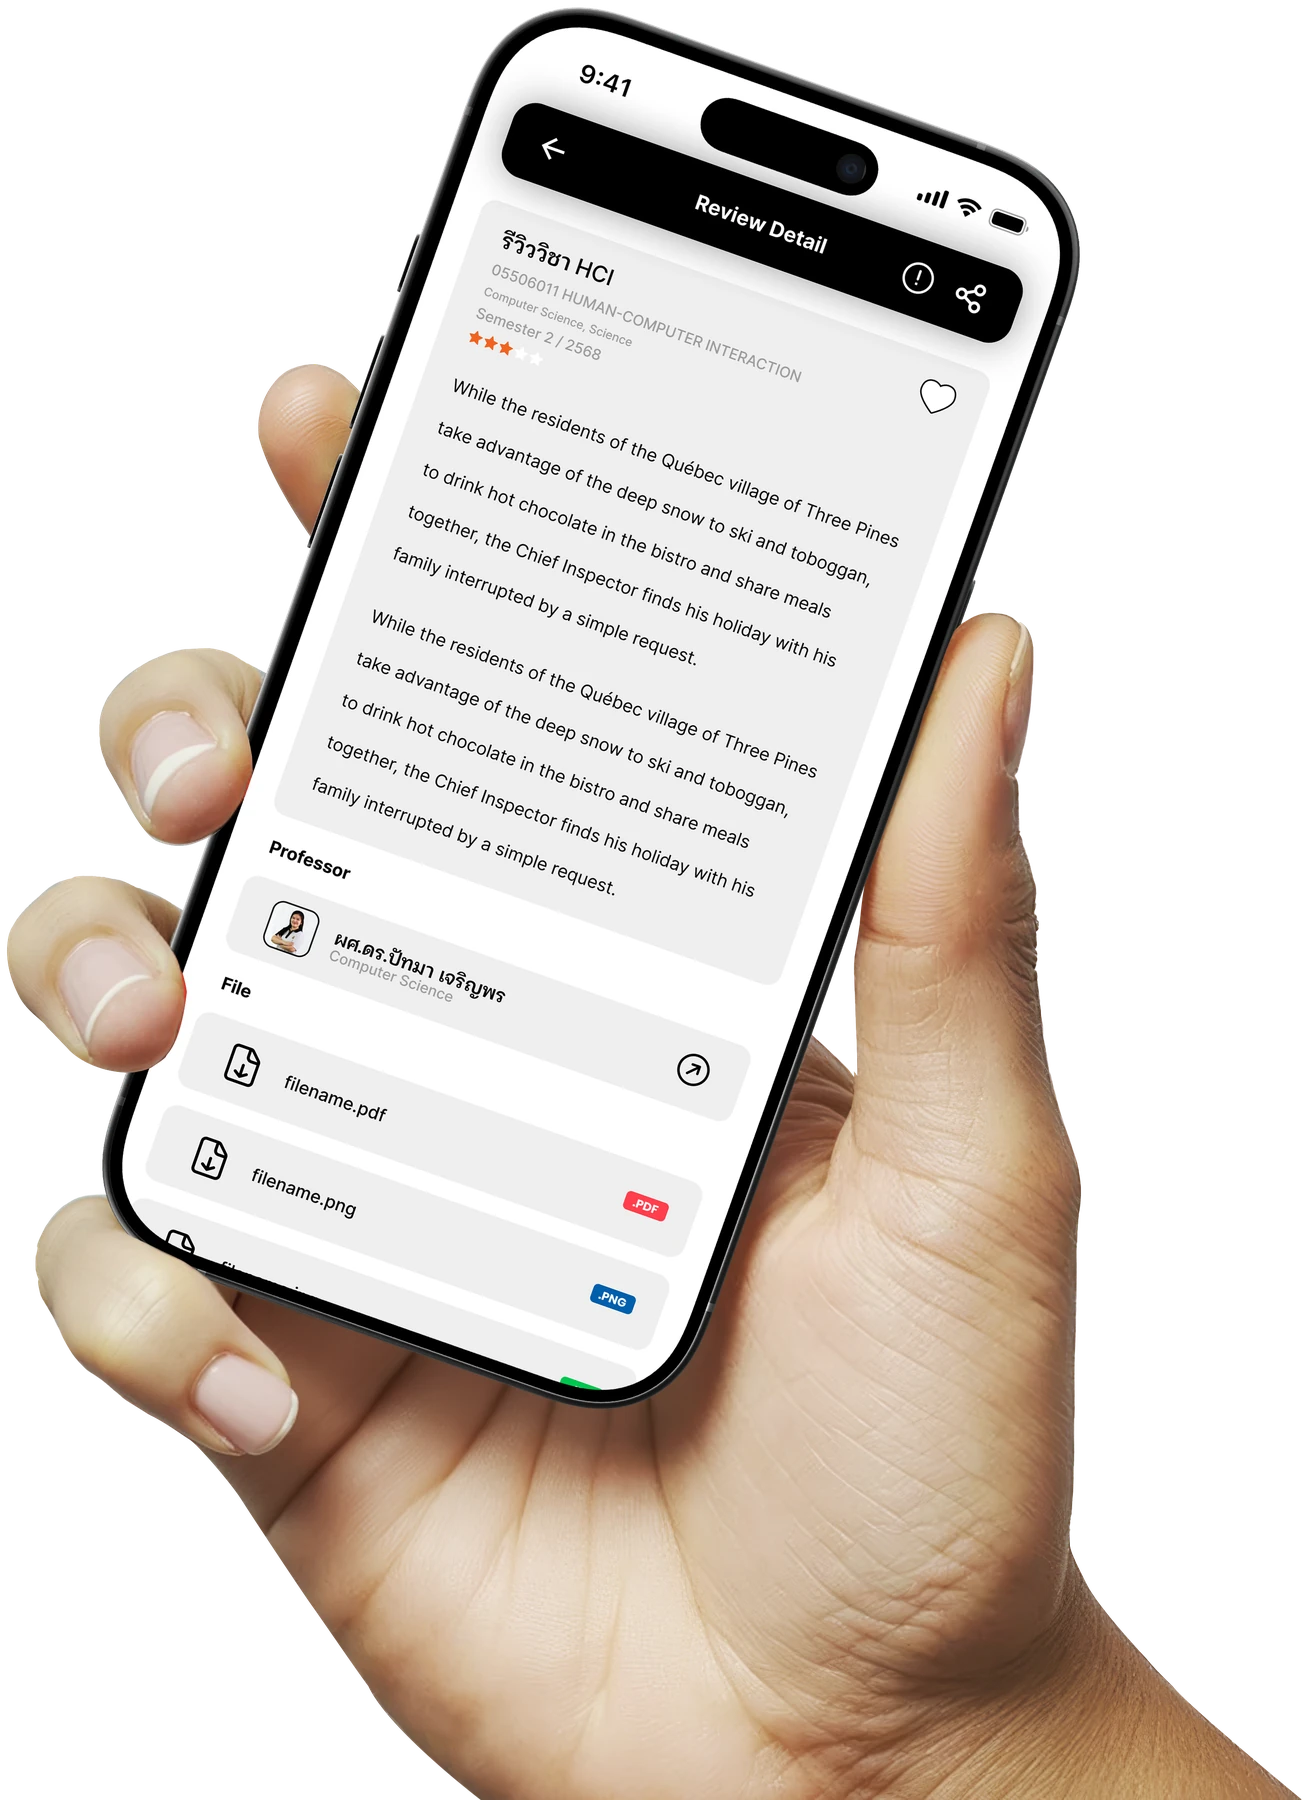 9:41
Review Detail
รีวิววิชา HCI
05506011 HUMAN-COMPUTER INTERACTION
Computer Science, Science
Semester 2 / 2568
While the residents of the Québec village of Three Pines
take advantage of the deep snow to ski and toboggan,
to drink hot chocolate in the bistro and share meals
together, the Chief Inspector finds his holiday with his
family interrupted by a simple request.
While the residents of the Québec village of Three Pines
take advantage of the deep snow to ski and toboggan,
to drink hot chocolate in the bistro and share meals
together, the Chief Inspector finds his holiday with his
family interrupted by a simple request.
Professor
ผศ.ดร.ปัทมา เจริญพร
Computer Science
File
filename.pdf
.PDF
filename.png
.PNG